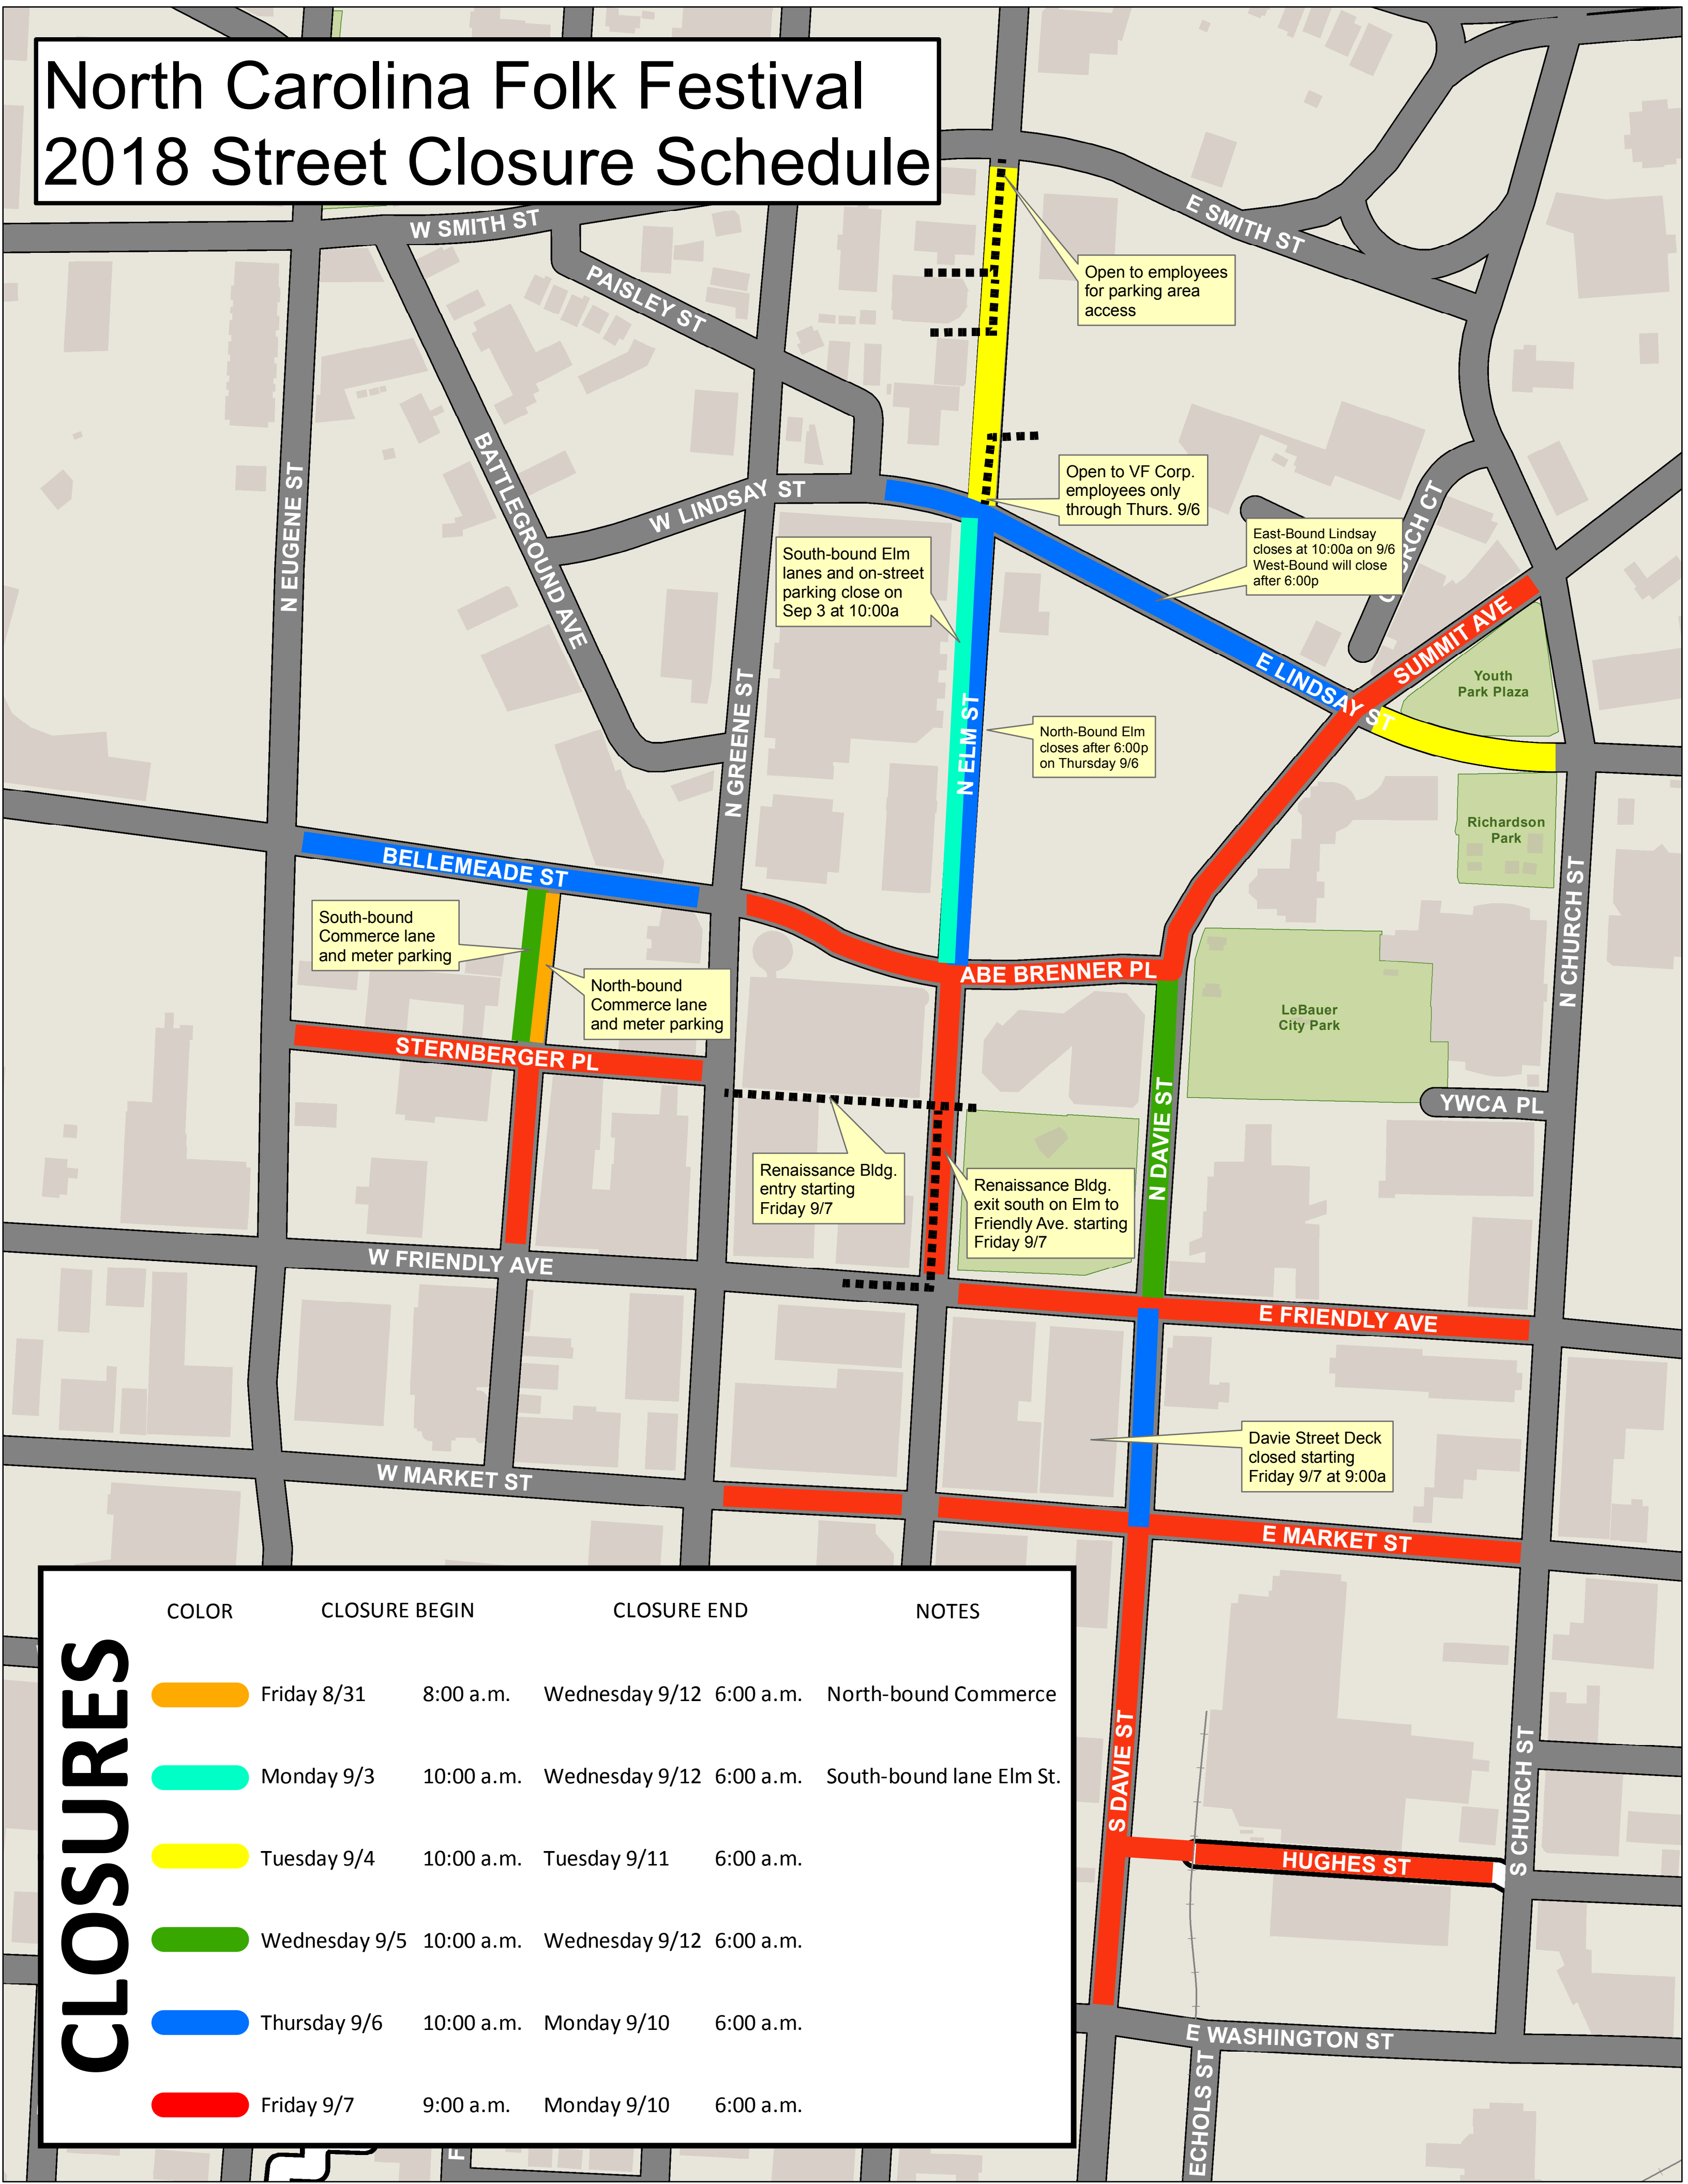 North Carolina Folk Festival
2018 Street Closure Schedule
W SMITH ST
E SMITH ST
PAISLEY ST
Open to employees
for parking area
access
N EUGENE ST
BATTLEGROUND AVE
W LINDSAY ST
Open to VF Corp.
employees only
through Thurs. 9/6
South-bound Elm
lanes and on-street
parking close on
Sep 3 at 10:00a
East-Bound Lindsay
closes at 10:00a on 9/6
West-Bound will close
after 6:00p
CT
SUMMIT AVE
E LINDSAY ST
Youth
Park Plaza
N GREENE ST
N ELM ST
North-Bound Elm
closes after 6:00p
on Thursday 9/6
Richardson
Park
BELLEMEADE ST
N CHURCH ST
South-bound
Commerce lane
and meter parking
North-bound
Commerce lane
and meter parking
ABE BRENNER PL
LeBauer
City Park
STERNBERGER PL
YWCA PL
N DAVIE ST
Renaissance Bldg.
entry starting
Friday 9/7
Renaissance Bldg.
exit south on Elm to
Friendly Ave. starting
Friday 9/7
W FRIENDLY AVE
E FRIENDLY AVE
Davie Street Deck
closed starting
Friday 9/7 at 9:00a
W MARKET ST
E MARKET ST
S DAVIE ST
S CHURCH ST
HUGHES ST
E WASHINGTON ST
ECHOLS ST
F
CLOSURES
COLOR CLOSURE BEGIN CLOSURE END NOTES
Friday 8/31 8:00 a.m. Wednesday 9/12 6:00 a.m. North-bound Commerce
Monday 9/3 10:00 a.m. Wednesday 9/12 6:00 a.m. South-bound lane Elm St.
Tuesday 9/4 10:00 a.m. Tuesday 9/11 6:00 a.m.
Wednesday 9/5 10:00 a.m. Wednesday 9/12 6:00 a.m.
Thursday 9/6 10:00 a.m. Monday 9/10 6:00 a.m.
Friday 9/7 9:00 a.m. Monday 9/10 6:00 a.m.